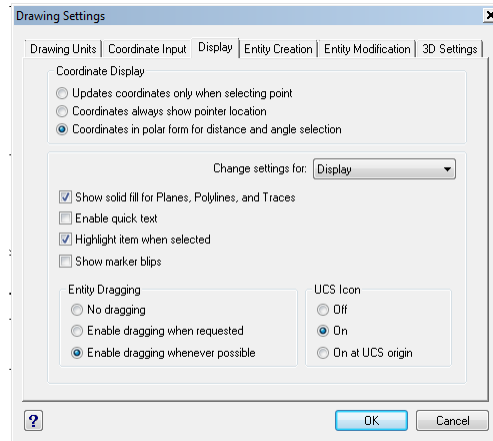 Drawing Settings
Drawing Units Coordinate Input Display Entity Creation Entity Modification 3D Settings
Coordinate Display
Updates coordinates only when selecting point
Coordinates always show pointer location
Coordinates in polar form for distance and angle selection
Change settings for: Display
Show solid fill for Planes, Polylines, and Traces
Enable quick text
Highlight item when selected
Show marker blips
Entity Dragging
No dragging
Enable dragging when requested
Enable dragging whenever possible
UCS Icon
Off
On
On at UCS origin
? OK Cancel